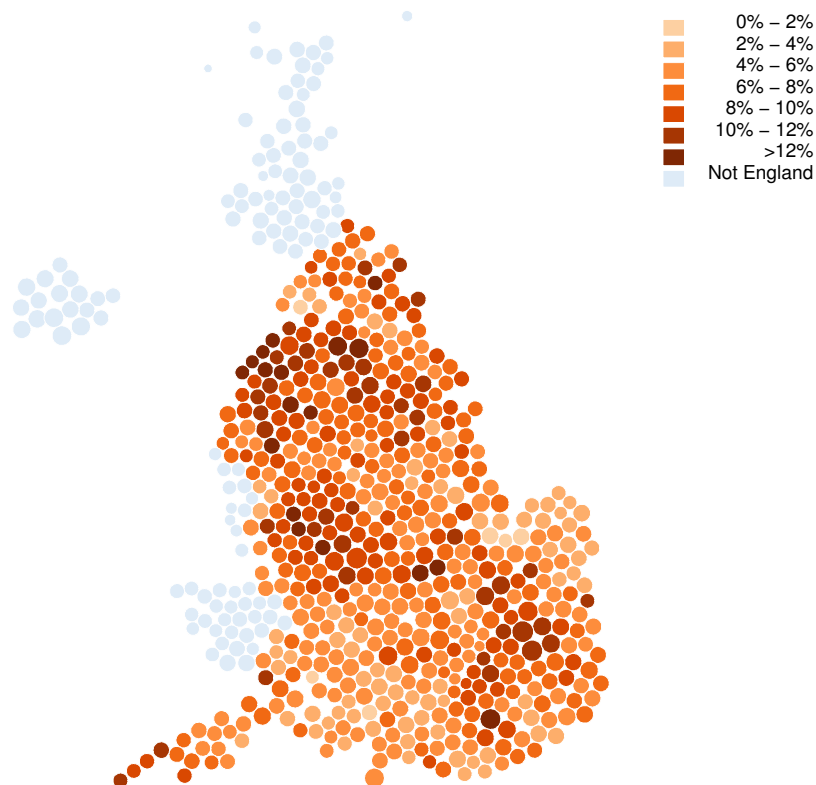 0% – 2%
2% – 4%
4% – 6%
6% – 8%
8% – 10%
10% – 12%
>12%
Not England